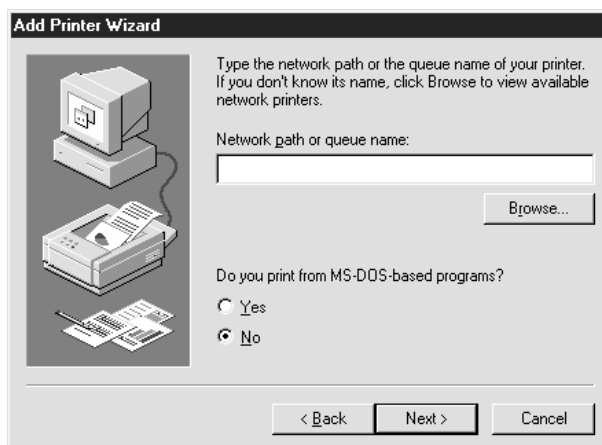 Add Printer Wizard
Type the network path or the queue name of your printer.
If you don't know its name, click Browse to view available
network printers.
Network path or queue name:
Browse...
Do you print from MS-DOS-based programs?
Yes
No
< Back
Next >
Cancel